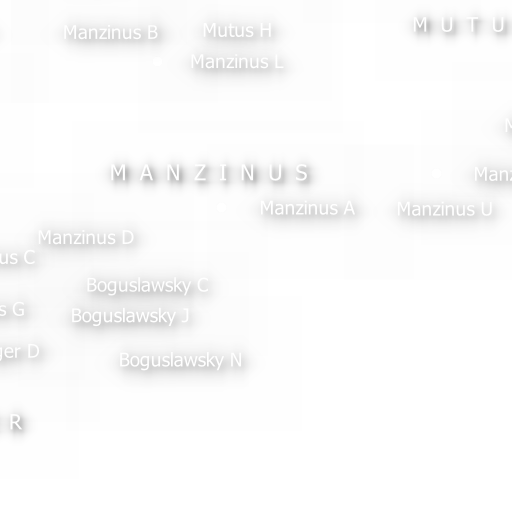 Manzinus B
Mutus H
M U T U
Manzinus L
M A N Z I N U S
Manz
Manzinus A
Manzinus U
Manzinus D
us C
Boguslawsky C
s G
Boguslawsky J
ger D
Boguslawsky N
R